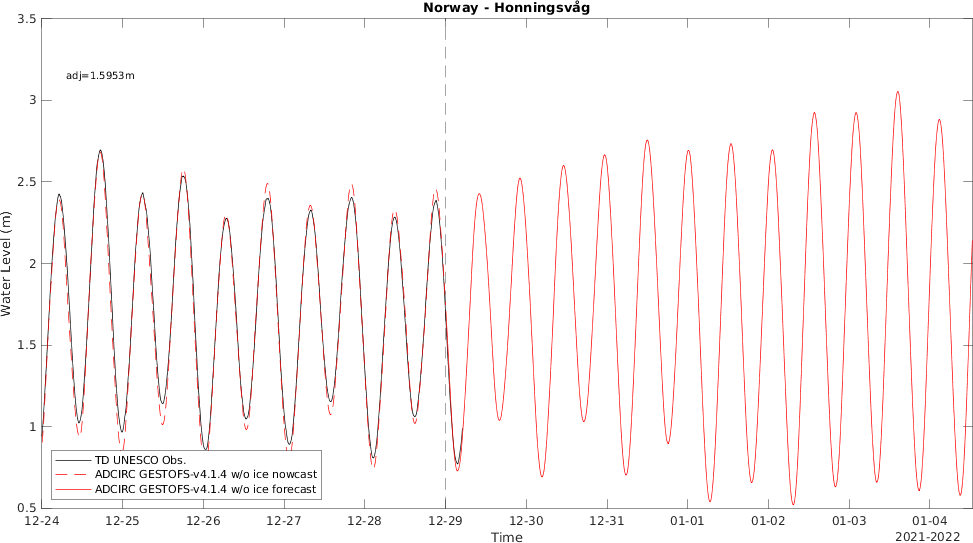 Norway - Honningsvåg
3.5
adj=1.5953m
3
2.5
Water Level (m)
2
1.5
1
TD UNESCO Obs.
ADCIRC GESTOFS-v4.1.4 w/o ice nowcast
ADCIRC GESTOFS-v4.1.4 w/o ice forecast
0.5
12-24 12-25 12-26 12-27 12-28 12-29 12-30 12-31 01-01 01-02 01-03 01-04
Time
2021-2022